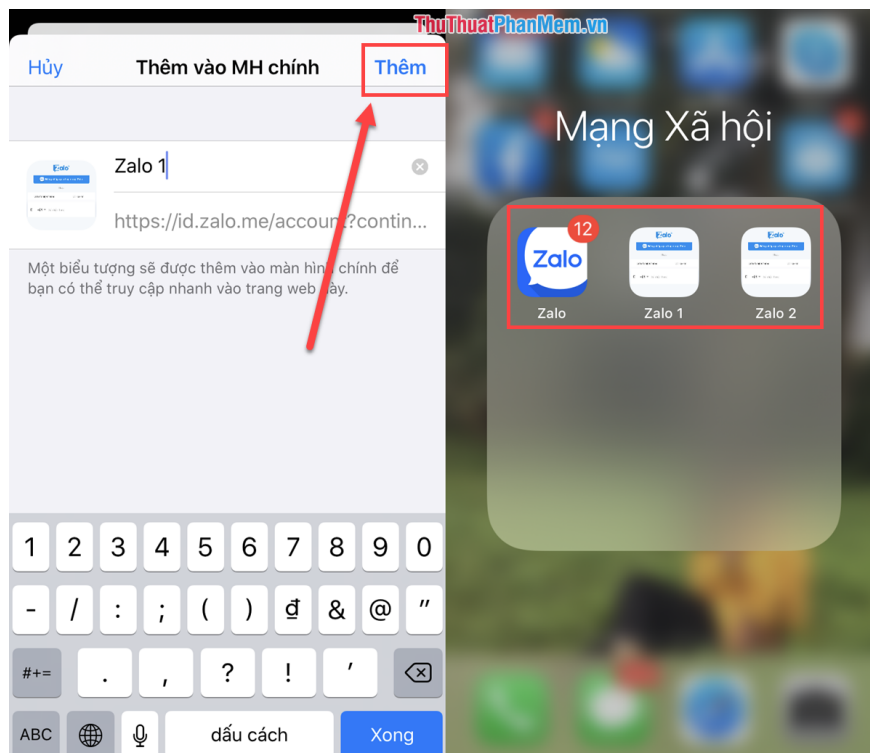 ThuThuatPhanMem.vn
Hủy
Thêm vào MH chính
Thêm
Zalo
Zalo 1
https://id.zalo.me/account?contin...
Một biểu tượng sẽ được thêm vào màn hình chính để
bạn có thể truy cập nhanh vào trang web này.
1 2 3 4 5 6 7 8 9 0
- / : ; ( ) ₫ & @ "
#+= . , ? ! ’
ABC
dấu cách
Xong
Mạng Xã hội
Zalo
12
Zalo
Zalo
Zalo
Zalo 1
Zalo 2